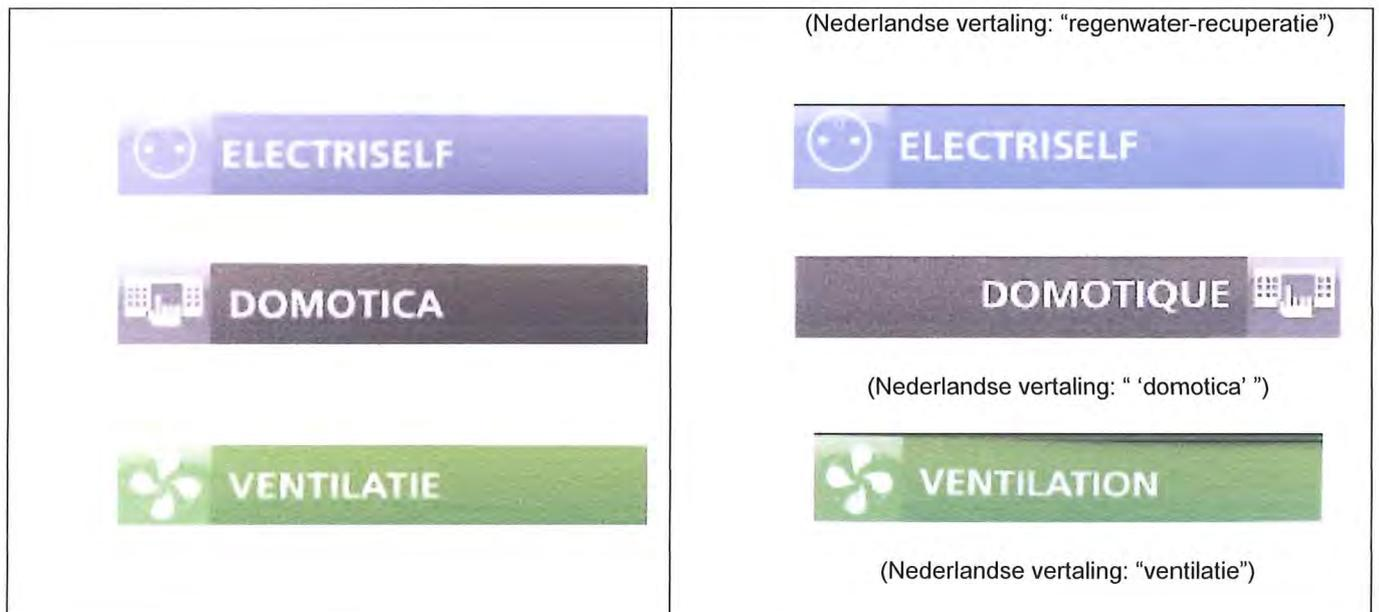 (Nederlandse vertaling: “regenwater-recuperatie”)
ELECTRISELF
ELECTRISELF
DOMOTICA
DOMOTIQUE
(Nederlandse vertaling: “ ‘domotica’ ”)
VENTILATIE
VENTILATION
(Nederlandse vertaling: “ventilatie”)